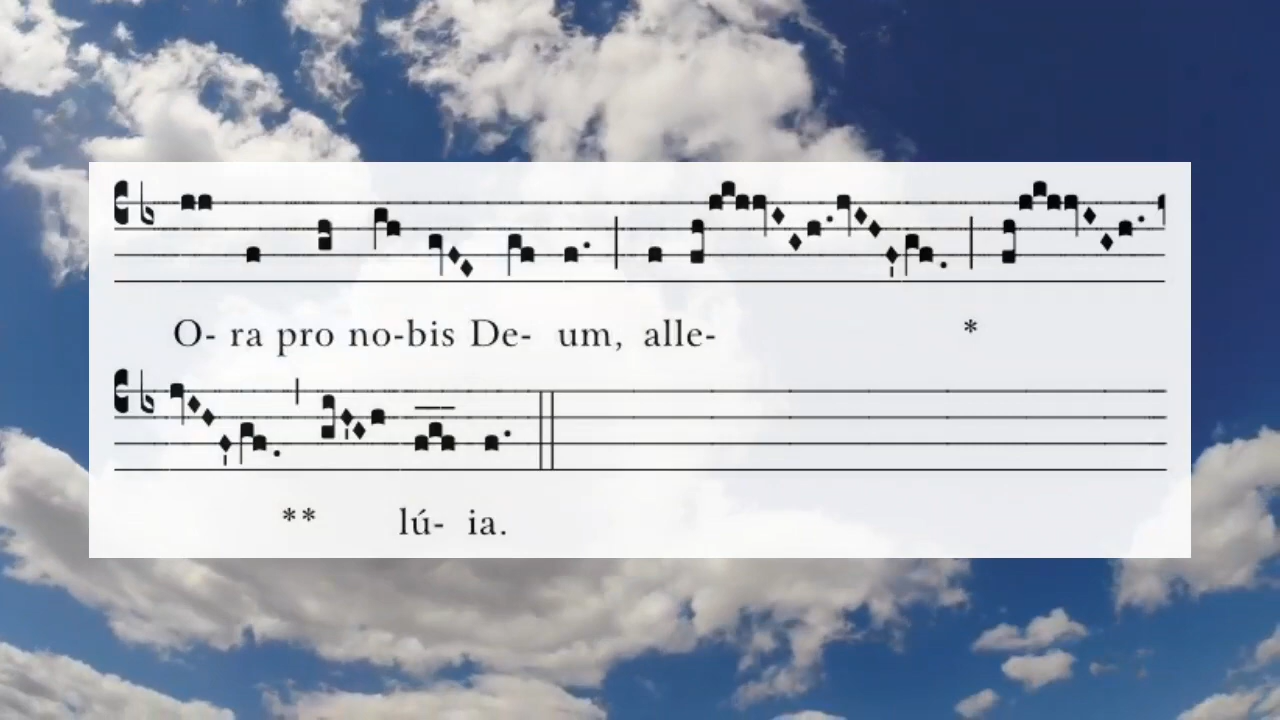 O- ra pro no-bis De- um, alle- *
** lú- ia.